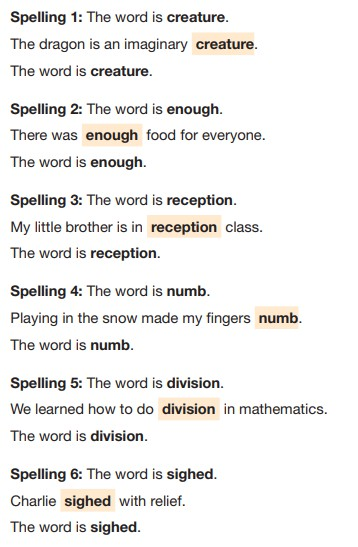 Spelling 1: The word is creature.
The dragon is an imaginary creature.
The word is creature.
Spelling 2: The word is enough.
There was enough food for everyone.
The word is enough.
Spelling 3: The word is reception.
My little brother is in reception class.
The word is reception.
Spelling 4: The word is numb.
Playing in the snow made my fingers numb.
The word is numb.
Spelling 5: The word is division.
We learned how to do division in mathematics.
The word is division.
Spelling 6: The word is sighed.
Charlie sighed with relief.
The word is sighed.